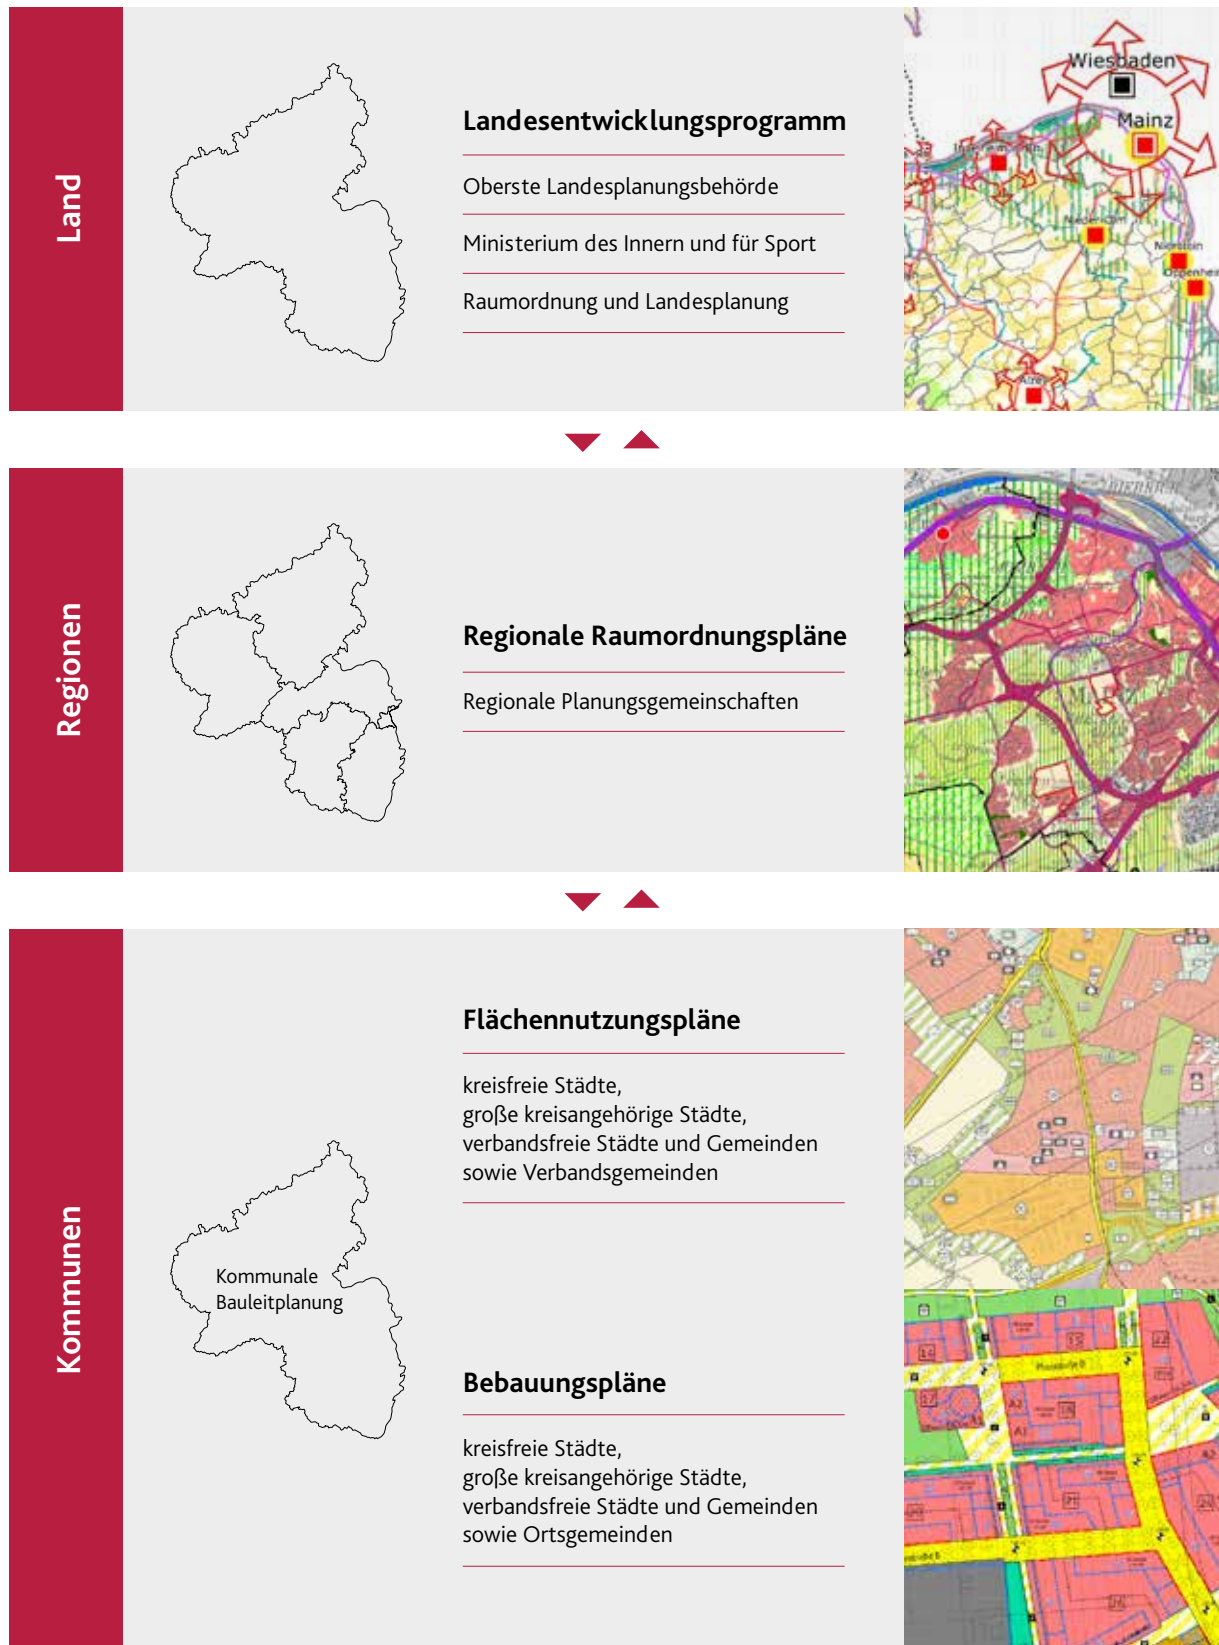 Land
Landesentwicklungsprogramm
Oberste Landesplanungsbehörde
Ministerium des Innern und für Sport
Raumordnung und Landesplanung
Wiesbaden
Mainz
Nierstein
Regionen
Regionale Raumordnungspläne
Regionale Planungsgemeinschaften
Kommunen
Kommunale
Bauleitplanung
Flächennutzungspläne
kreisfreie Städte,
große kreisangehörige Städte,
verbandsfreie Städte und Gemeinden
sowie Verbandsgemeinden
Bebauungspläne
kreisfreie Städte,
große kreisangehörige Städte,
verbandsfreie Städte und Gemeinden
sowie Ortsgemeinden